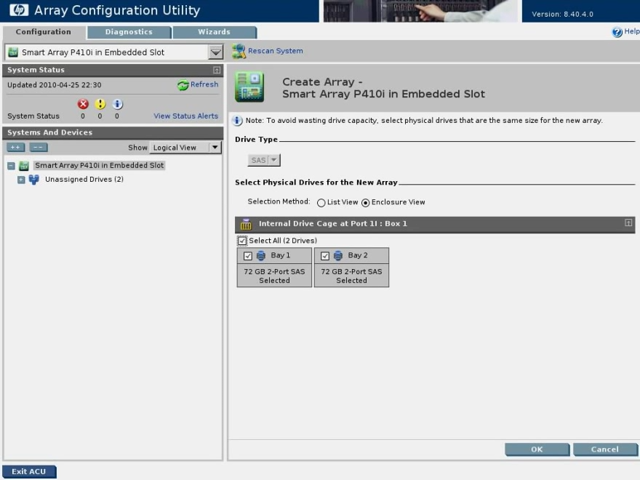 hp Array Configuration Utility
Version: 8.40.4.0
Configuration Diagnostics Wizards
Help
Smart Array P410i in Embedded Slot
Rescan System
System Status
Updated 2010-04-25 22:30 Refresh
System Status 0 0 0 View Status Alerts
Systems And Devices
++ -- Show Logical View
Smart Array P410i in Embedded Slot
Unassigned Drives (2)
Create Array -
Smart Array P410i in Embedded Slot
Note: To avoid wasting drive capacity, select physical drives that are the same size for the new array.
Drive Type
SAS
Select Physical Drives for the New Array
Selection Method: List View Enclosure View
Internal Drive Cage at Port 1I : Box 1
Select All (2 Drives)
Bay 1 Bay 2
72 GB 2-Port SAS 72 GB 2-Port SAS
Selected Selected
OK Cancel
Exit ACU